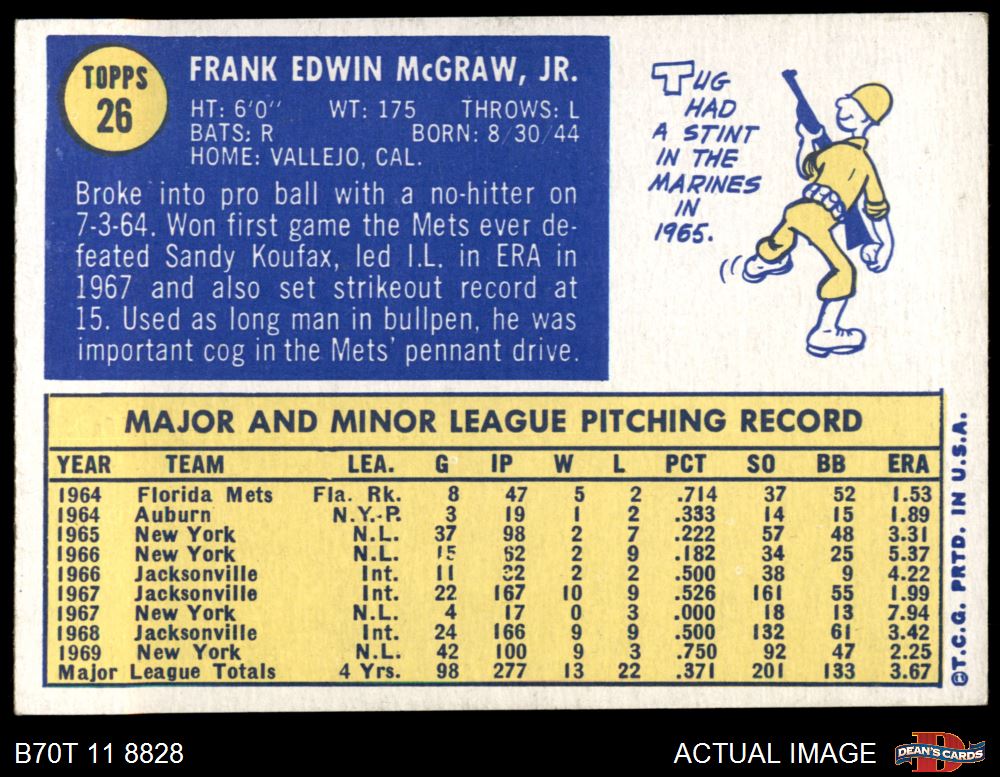 TOPPS
26
FRANK EDWIN McGRAW, JR.
HT: 6'0" WT: 175 THROWS: L
BATS: R BORN: 8/30/44
HOME: VALLEJO, CAL.
Broke into pro ball with a no-hitter on
7-3-64. Won first game the Mets ever de-
feated Sandy Koufax, led I.L. in ERA in
1967 and also set strikeout record at
15. Used as long man in bullpen, he was
important cog in the Mets' pennant drive.
TUG
HAD
A STINT
IN THE
MARINES
IN
1965.
MAJOR AND MINOR LEAGUE PITCHING RECORD
YEAR TEAM LEA. G IP W L PCT SO BB ERA
1964 Florida Mets Fla. Rk. 8 47 5 2 .714 37 52 1.53
1964 Auburn N.Y.-P. 3 19 1 2 .333 14 15 1.89
1965 New York N.L. 37 98 2 7 .222 57 48 3.31
1966 New York N.L. 15 62 2 9 .182 34 25 5.37
1966 Jacksonville Int. 11 32 2 2 .500 38 9 4.22
1967 Jacksonville Int. 22 167 10 9 .526 161 55 1.99
1967 New York N.L. 4 17 0 3 .000 18 13 7.94
1968 Jacksonville Int. 24 166 9 9 .500 132 61 3.42
1969 New York N.L. 42 100 9 3 .750 92 47 2.25
Major League Totals 4 Yrs. 98 277 13 22 .371 201 133 3.67
©T.C.G. PRTD. IN U.S.A.
B70T 11 8828
ACTUAL IMAGE
DEAN'S CARDS